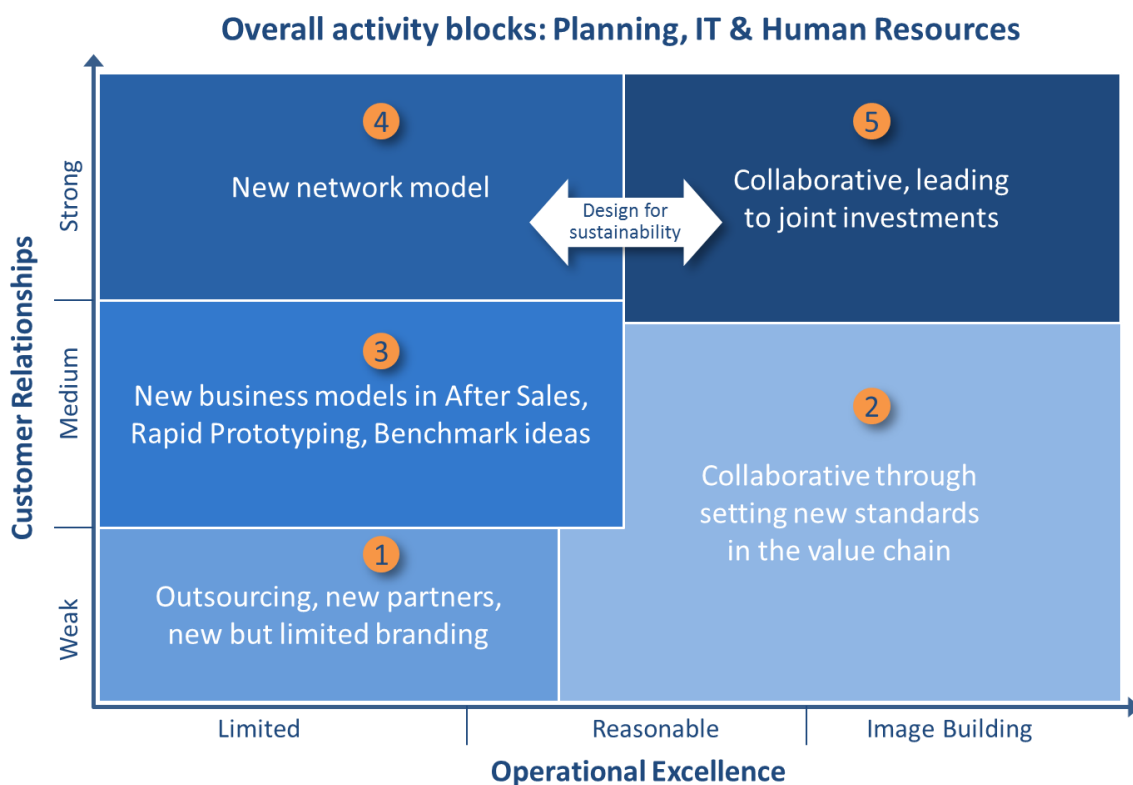 Overall activity blocks: Planning, IT & Human Resources
Customer Relationships
Strong
Medium
Weak
4
New network model
5
Collaborative, leading
to joint investments
Design for
sustainability
3
New business models in After Sales,
Rapid Prototyping, Benchmark ideas
2
Collaborative through
setting new standards
in the value chain
1
Outsourcing, new partners,
new but limited branding
Limited
Reasonable
Image Building
Operational Excellence